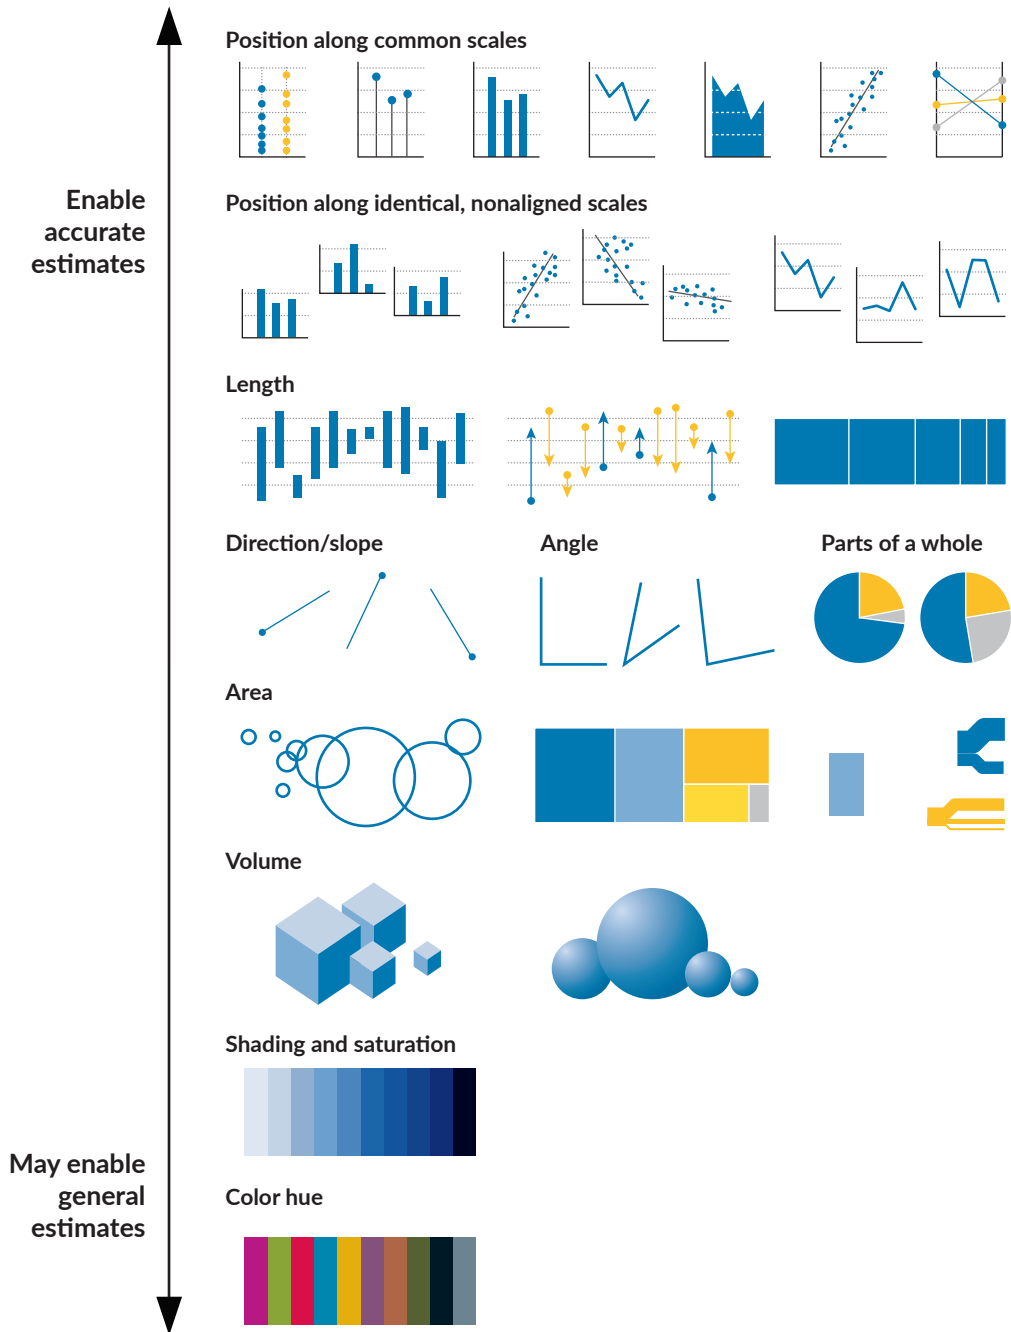 Position along common scales
Enable
accurate
estimates
Position along identical, nonaligned scales
Length
Direction/slope
Angle
Parts of a whole
Area
Volume
Shading and saturation
May enable
general
estimates
Color hue